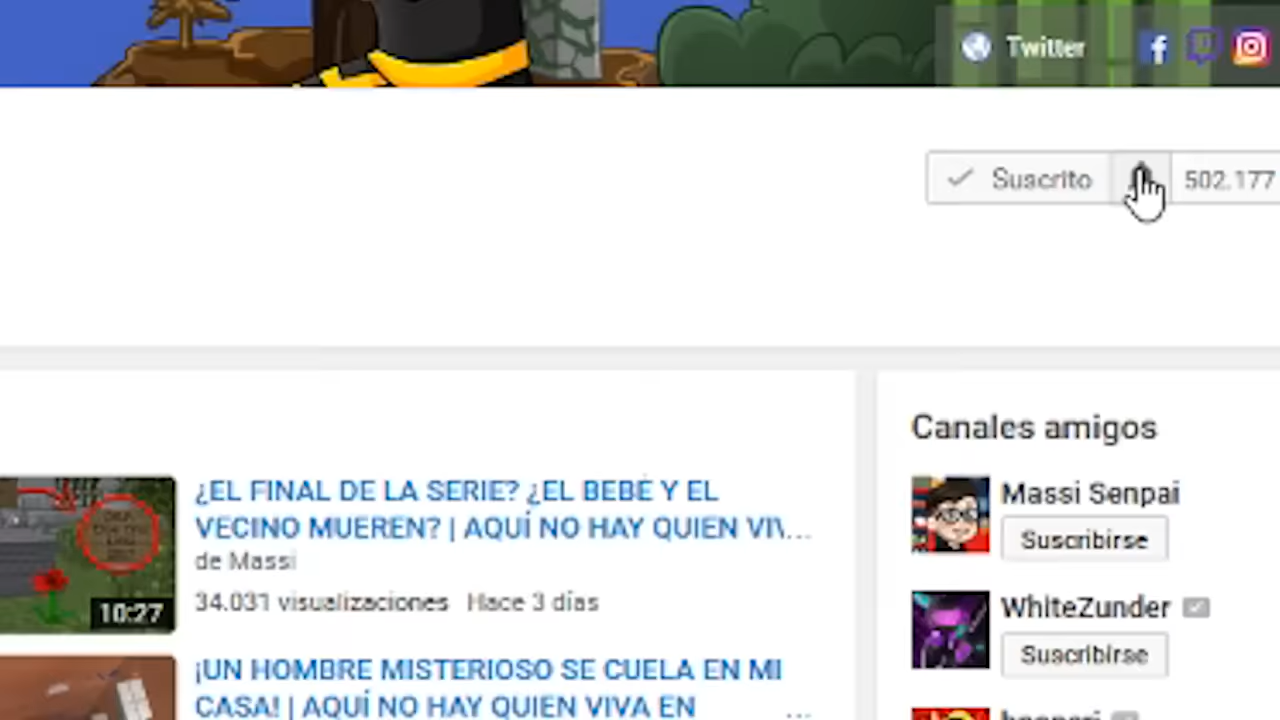 Twitter
Suscrito
502.177
Canales amigos
¿EL FINAL DE LA SERIE? ¿EL BEBÉ Y EL
VECINO MUEREN? | AQUÍ NO HAY QUIEN VIV...
de Massi
34.031 visualizaciones Hace 3 días
10:27
Massi Senpai
Suscribirse
WhiteZunder
Suscribirse
¡UN HOMBRE MISTERIOSO SE CUELA EN MI
CASA! | AQUÍ NO HAY QUIEN VIVA EN ...